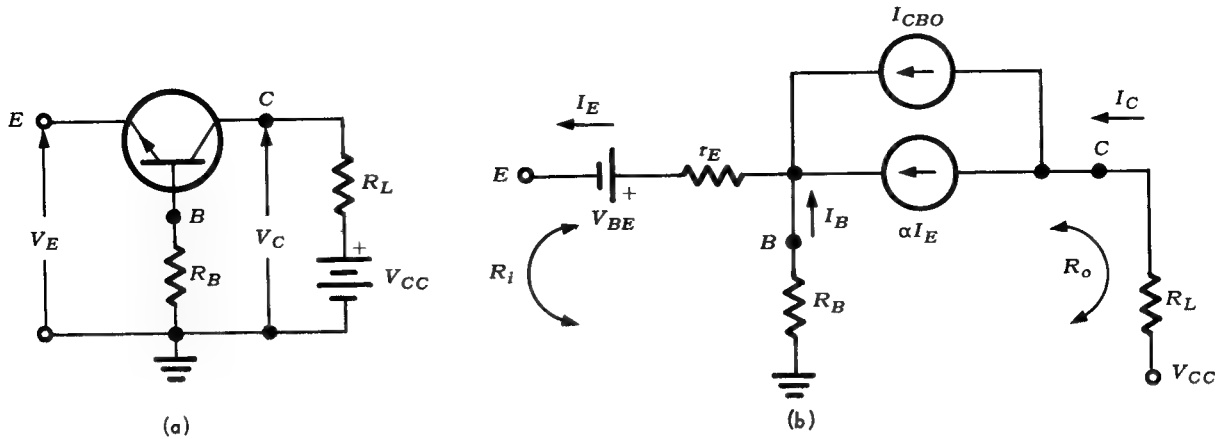 E
C
B
V_E
R_B
V_C
R_L
+
V_CC
(a)
I_CBO
I_E
I_C
r_E
C
E
+
V_BE
I_B
αI_E
B
R_i
R_B
R_o
R_L
V_CC
(b)